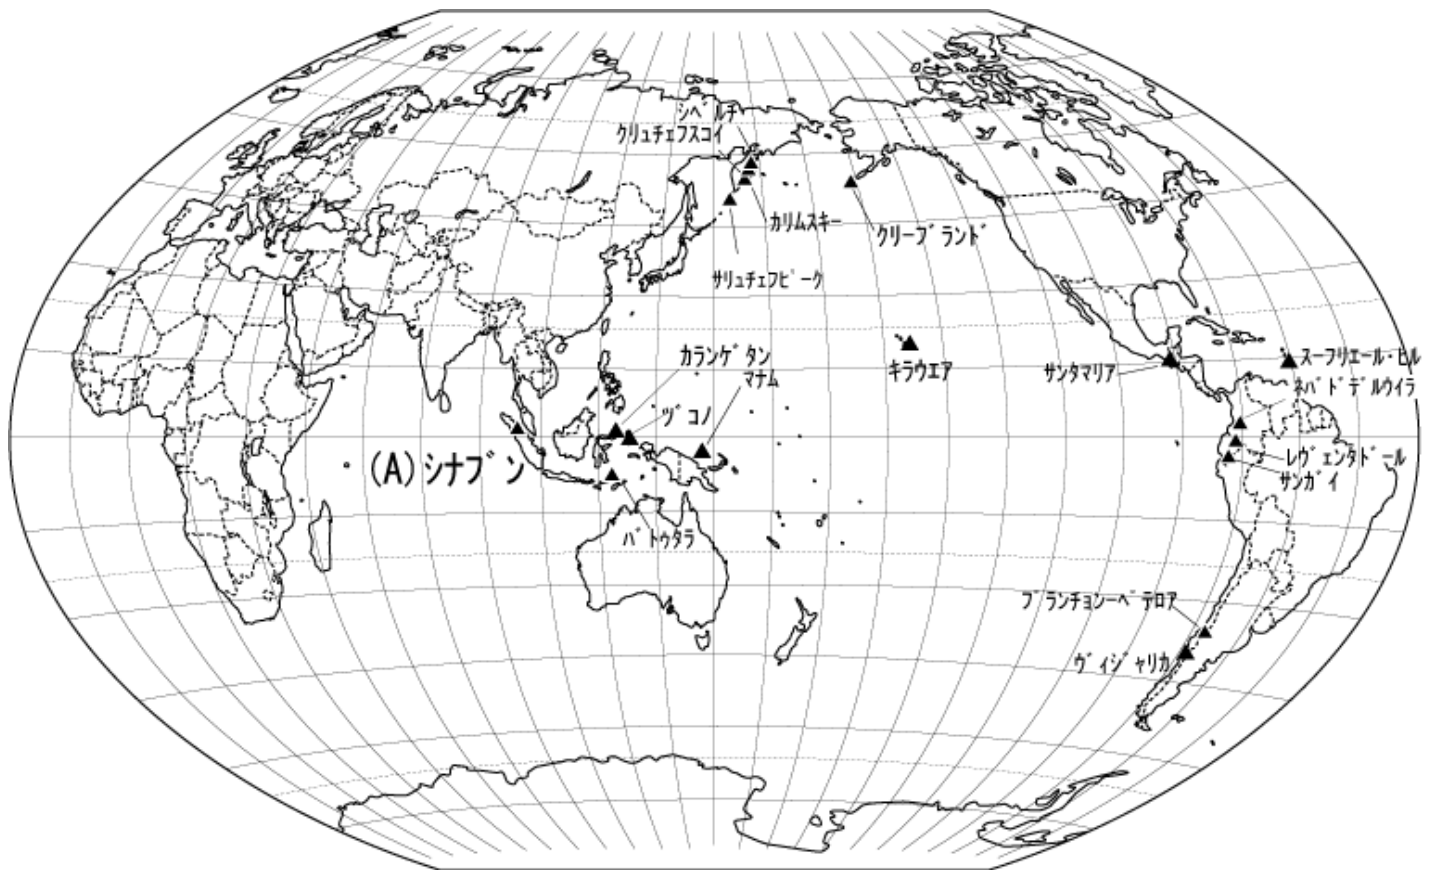 シベルチ
クリュチェフスコイ
カリムスキー
クリーブランド
サリュチェフピーク
カランゲタン
マナム
キラウエア
サンタマリア
スーフリエール・ヒル
ネバドデルウイラ
ヅコノ
(A)シナブン
レヴェンタドール
サンガイ
バトゥタラ
プランチョン－ペテロア
ヴィジャリカ